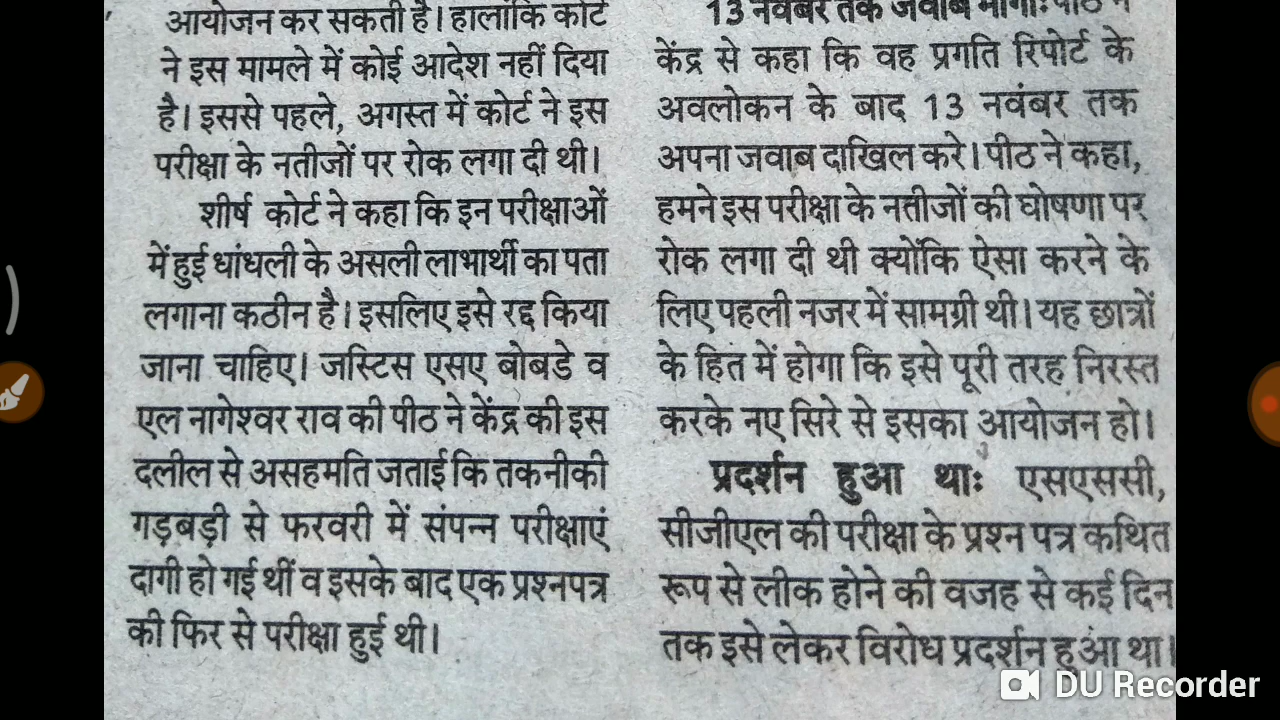 आयोजन कर सकती है। हालांकि कोर्ट
ने इस मामले में कोई आदेश नहीं दिया
है। इससे पहले, अगस्त में कोर्ट ने इस
परीक्षा के नतीजों पर रोक लगा दी थी।
शीर्ष कोर्ट ने कहा कि इन परीक्षाओं
में हुई धांधली के असली लाभार्थी का पता
लगाना कठीन है। इसलिए इसे रद्द किया
जाना चाहिए। जस्टिस एसए बोबडे व
एल नागेश्वर राव की पीठ ने केंद्र की इस
दलील से असहमति जताई कि तकनीकी
गड़बड़ी से फरवरी में संपन्न परीक्षाएं
दागी हो गई थीं व इसके बाद एक प्रश्नपत्र
की फिर से परीक्षा हुई थी।
13 नवंबर तक जवाब मांगाः पीठ ने
केंद्र से कहा कि वह प्रगति रिपोर्ट के
अवलोकन के बाद 13 नवंबर तक
अपना जवाब दाखिल करे। पीठ ने कहा,
हमने इस परीक्षा के नतीजों की घोषणा पर
रोक लगा दी थी क्योंकि ऐसा करने के
लिए पहली नजर में सामग्री थी। यह छात्रों
के हित में होगा कि इसे पूरी तरह निरस्त
करके नए सिरे से इसका आयोजन हो।
प्रदर्शन हुआ थाः एसएससी,
सीजीएल की परीक्षा के प्रश्न पत्र कथित
रूप से लीक होने की वजह से कई दिन
तक इसे लेकर विरोध प्रदर्शन हुआ था।
DU Recorder